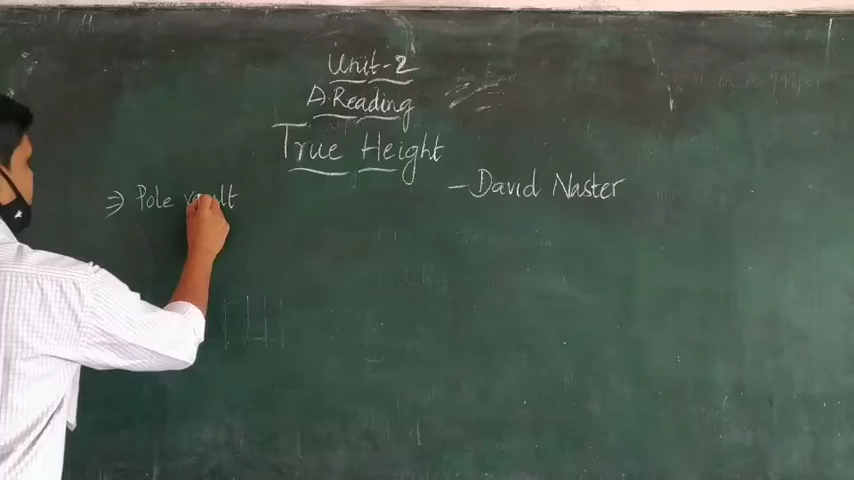 Unit-2
A. Reading
True Height
- David Naster
⇒ Pole vault